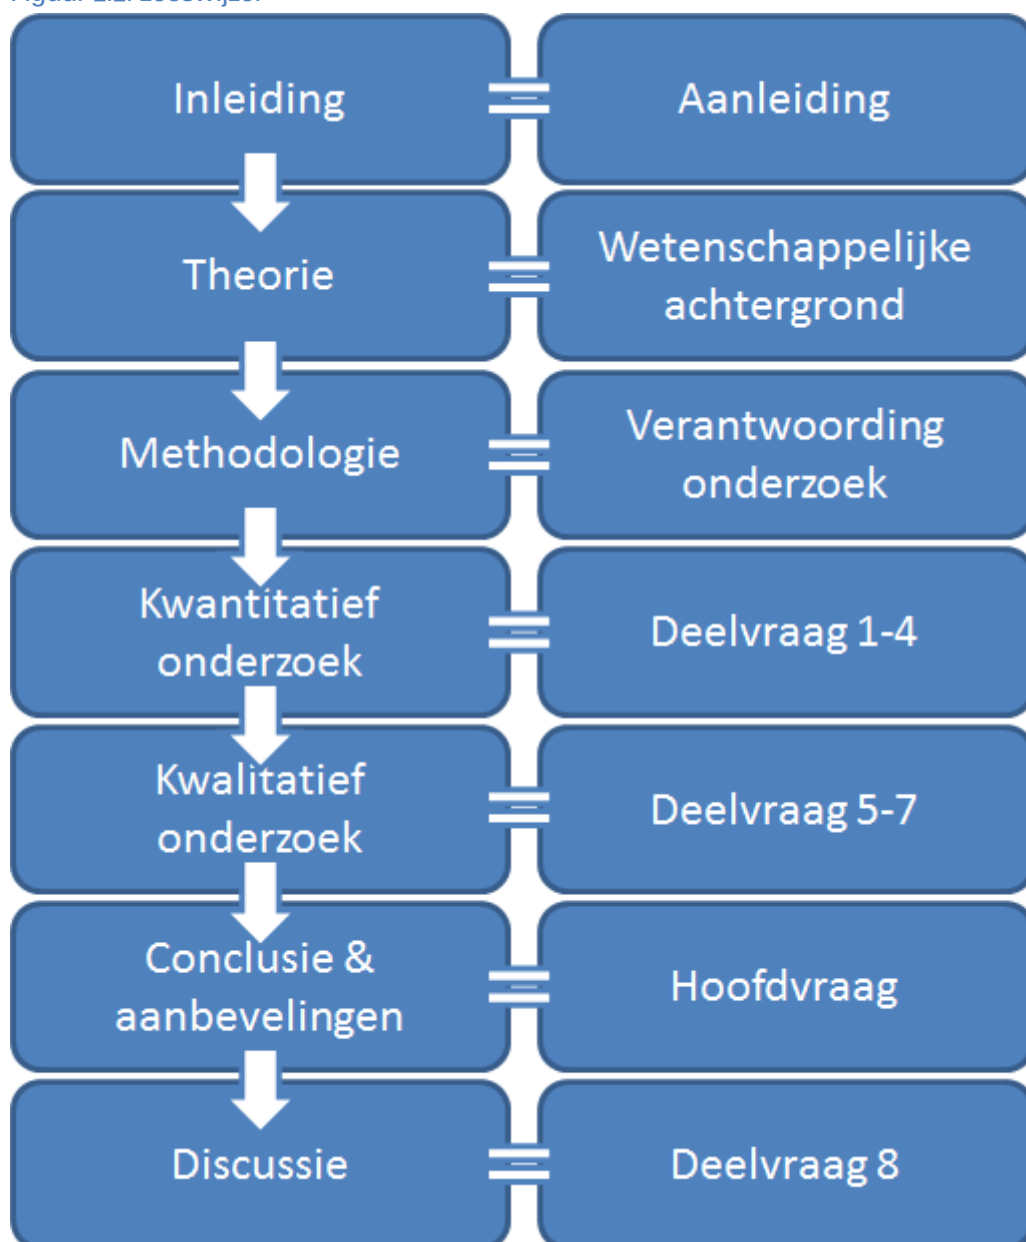 Inleiding
Aanleiding
Theorie
Wetenschappelijke
achtergrond
Methodologie
Verantwoording
onderzoek
Kwantitatief
onderzoek
Deelvraag 1-4
Kwalitatief
onderzoek
Deelvraag 5-7
Conclusie &
aanbevelingen
Hoofdvraag
Discussie
Deelvraag 8